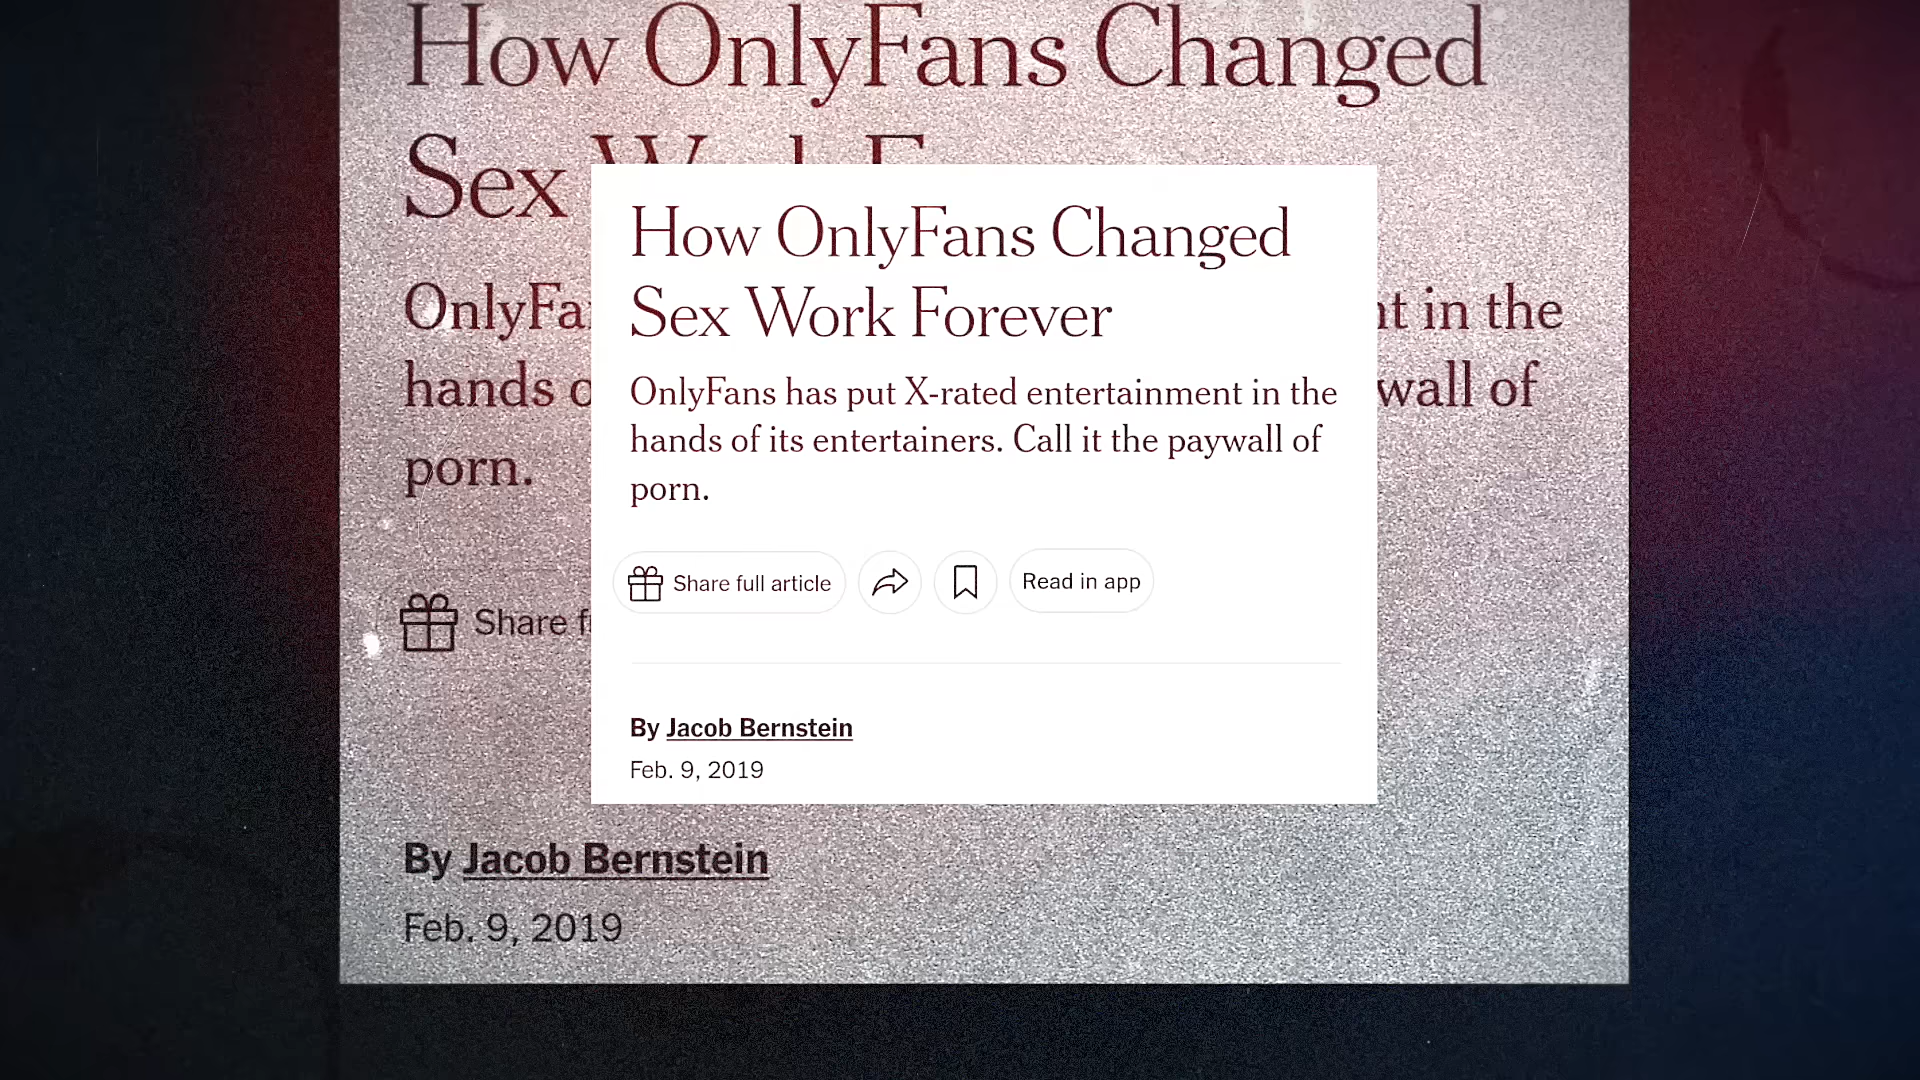 How OnlyFans Changed
Sex
OnlyFa nt in the
hands o wall of
porn.
Share f
By Jacob Bernstein
Feb. 9, 2019
How OnlyFans Changed
Sex Work Forever
OnlyFans has put X-rated entertainment in the
hands of its entertainers. Call it the paywall of
porn.
Share full article
Read in app
By Jacob Bernstein
Feb. 9, 2019